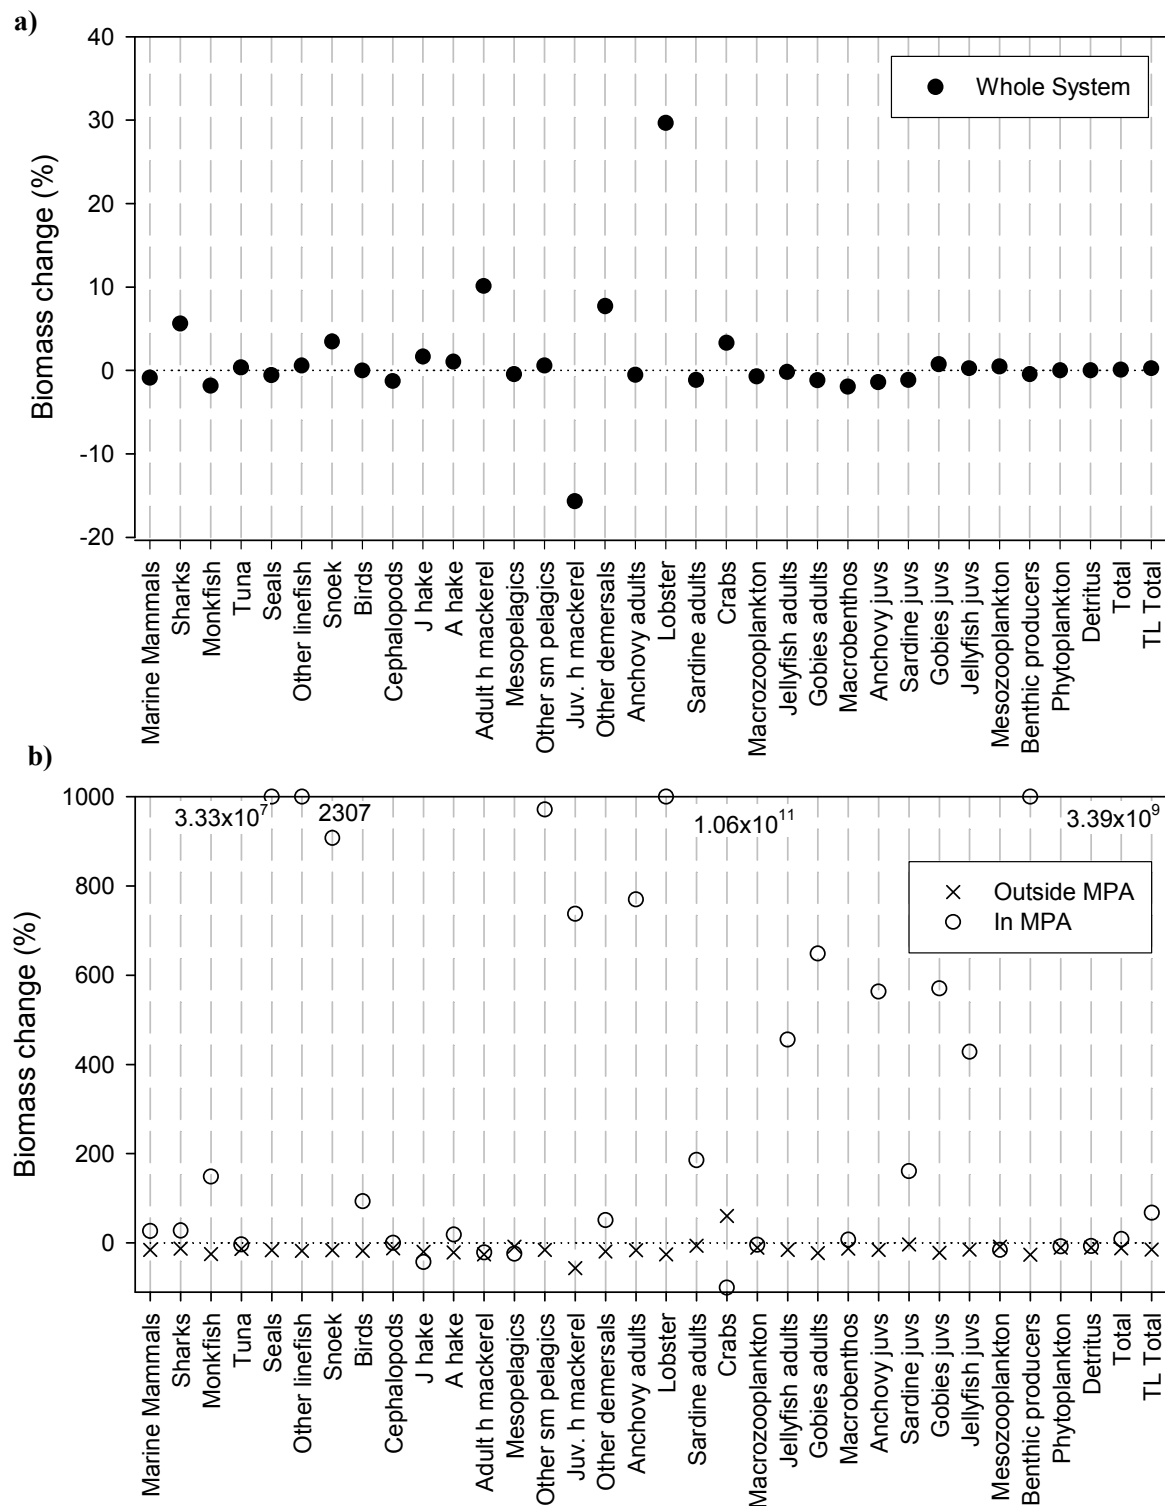 a)
40
30
20
10
0
-10
-20
Biomass change (%)
Whole System
Marine Mammals
Sharks
Monkfish
Tuna
Seals
Other linefish
Snoek
Birds
Cephalopods
J hake
A hake
Adult h mackerel
Mesopelagics
Other sm pelagics
Juv. h mackerel
Other demersals
Anchovy adults
Lobster
Sardine adults
Crabs
Macrozooplankton
Jellyfish adults
Gobies adults
Macrobenthos
Anchovy juvs
Sardine juvs
Gobies juvs
Jellyfish juvs
Mesozooplankton
Benthic producers
Phytoplankton
Detritus
Total
TL Total
b)
1000
800
600
400
200
0
Biomass change (%)
3.33x10⁷
2307
1.06x10¹¹
3.39x10⁹
Outside MPA
In MPA
Marine Mammals
Sharks
Monkfish
Tuna
Seals
Other linefish
Snoek
Birds
Cephalopods
J hake
A hake
Adult h mackerel
Mesopelagics
Other sm pelagics
Juv. h mackerel
Other demersals
Anchovy adults
Lobster
Sardine adults
Crabs
Macrozooplankton
Jellyfish adults
Gobies adults
Macrobenthos
Anchovy juvs
Sardine juvs
Gobies juvs
Jellyfish juvs
Mesozooplankton
Benthic producers
Phytoplankton
Detritus
Total
TL Total